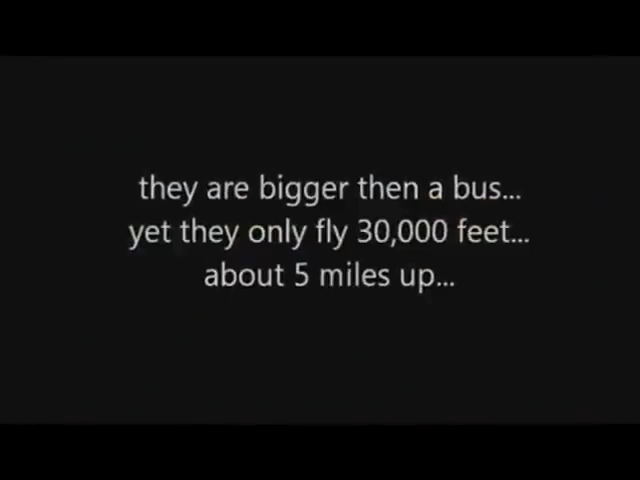 they are bigger then a bus...
yet they only fly 30,000 feet...
about 5 miles up...